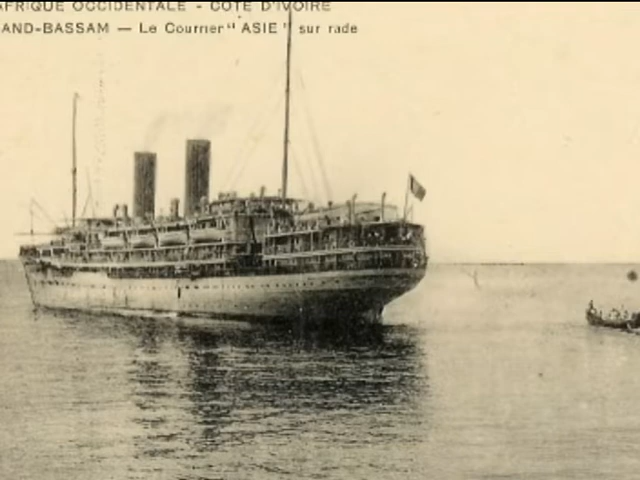 AFRIQUE OCCIDENTALE - COTE D'IVOIRE
AND-BASSAM — Le Courrier "ASIE" sur rade